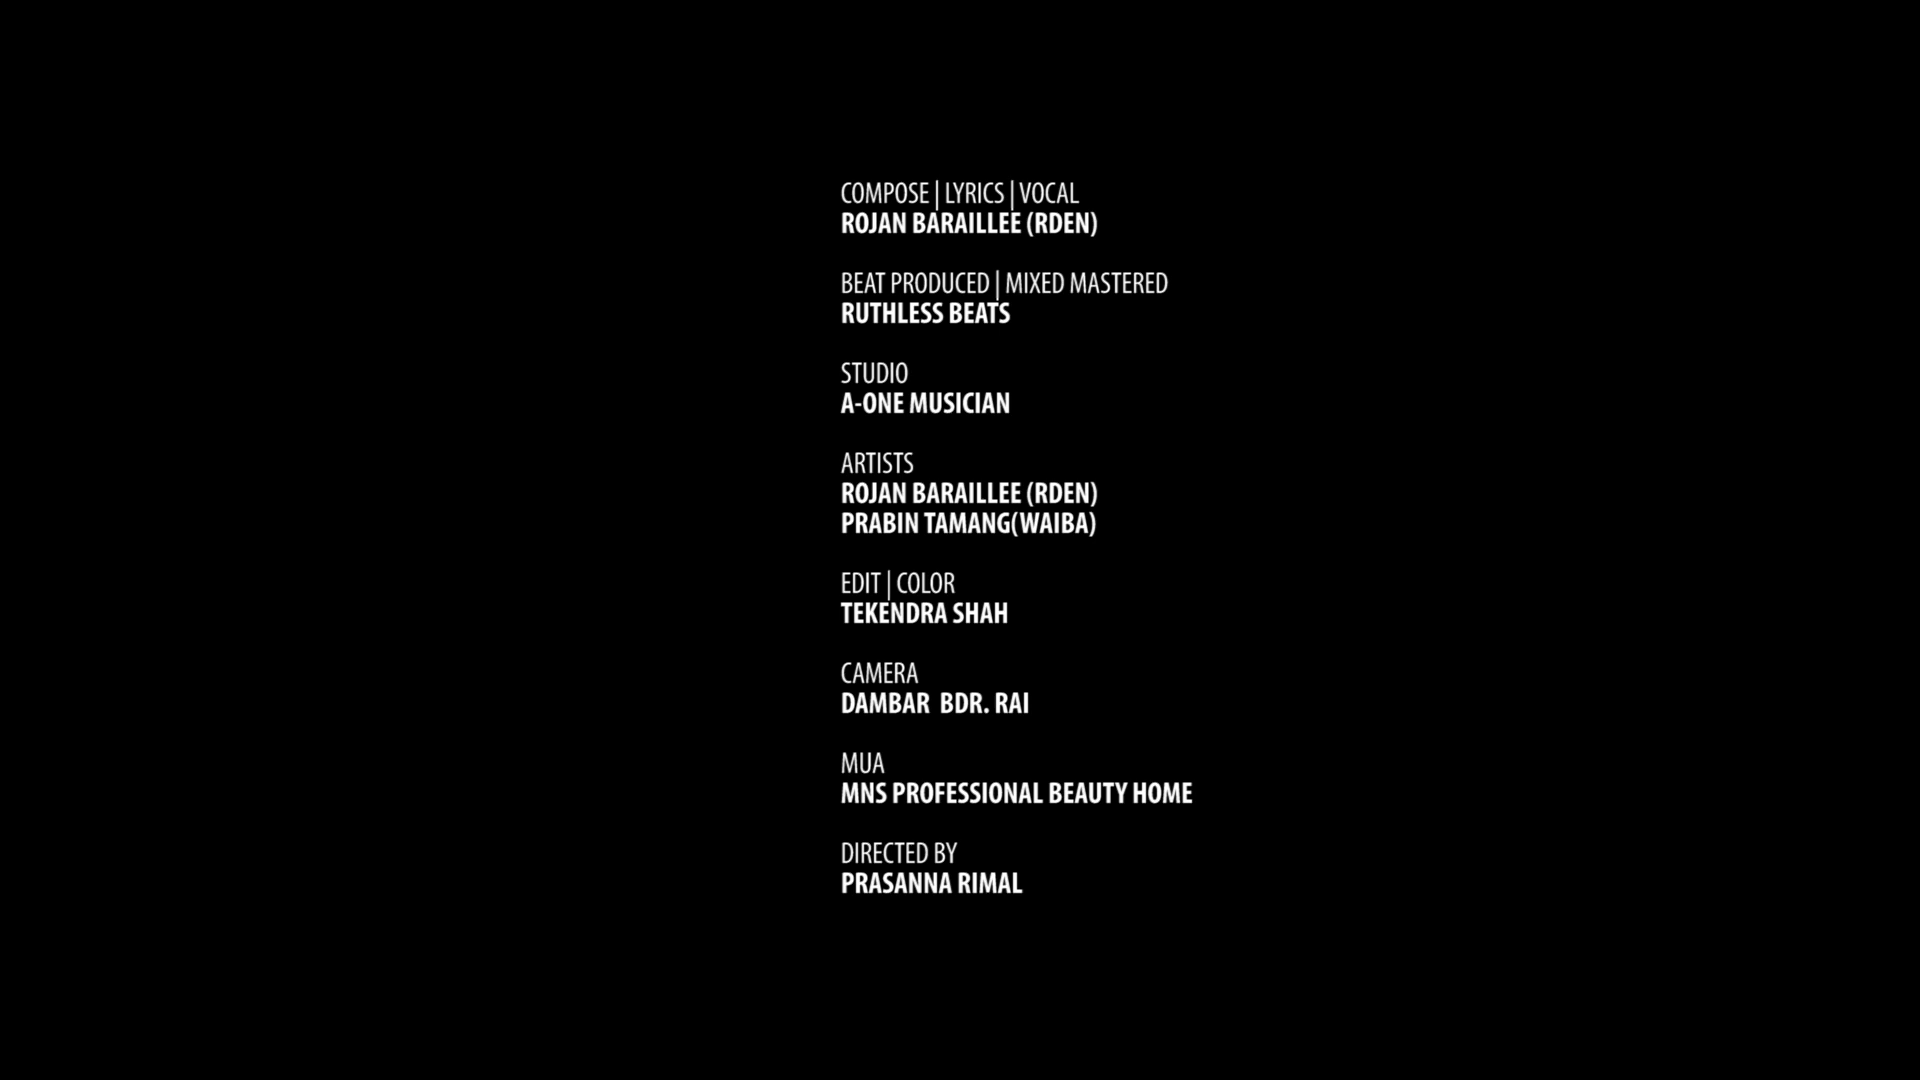 COMPOSE | LYRICS | VOCAL
ROJAN BARAILLEE (RDEN)
BEAT PRODUCED | MIXED MASTERED
RUTHLESS BEATS
STUDIO
A-ONE MUSICIAN
ARTISTS
ROJAN BARAILLEE (RDEN)
PRABIN TAMANG(WAIBA)
EDIT | COLOR
TEKENDRA SHAH
CAMERA
DAMBAR  BDR. RAI
MUA
MNS PROFESSIONAL BEAUTY HOME
DIRECTED BY
PRASANNA RIMAL